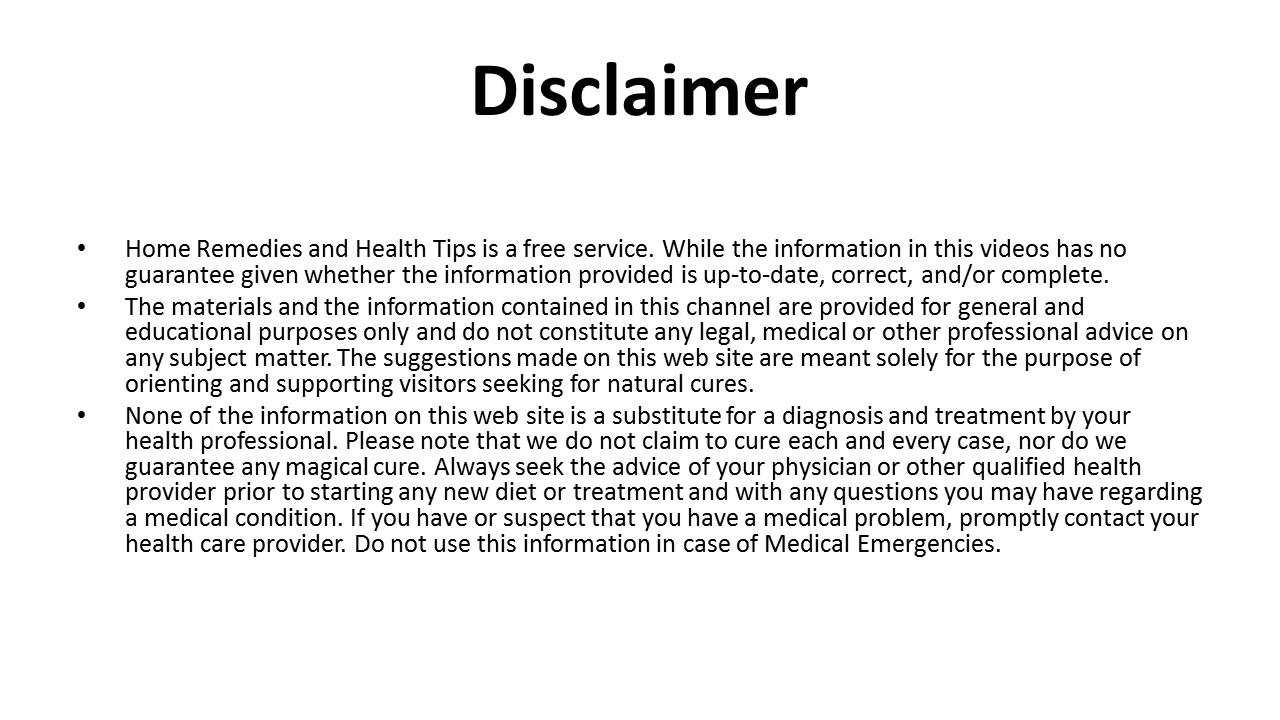 Disclaimer
• Home Remedies and Health Tips is a free service. While the information in this videos has no
guarantee given whether the information provided is up-to-date, correct, and/or complete.
• The materials and the information contained in this channel are provided for general and
educational purposes only and do not constitute any legal, medical or other professional advice on
any subject matter. The suggestions made on this web site are meant solely for the purpose of
orienting and supporting visitors seeking for natural cures.
• None of the information on this web site is a substitute for a diagnosis and treatment by your
health professional. Please note that we do not claim to cure each and every case, nor do we
guarantee any magical cure. Always seek the advice of your physician or other qualified health
provider prior to starting any new diet or treatment and with any questions you may have regarding
a medical condition. If you have or suspect that you have a medical problem, promptly contact your
health care provider. Do not use this information in case of Medical Emergencies.